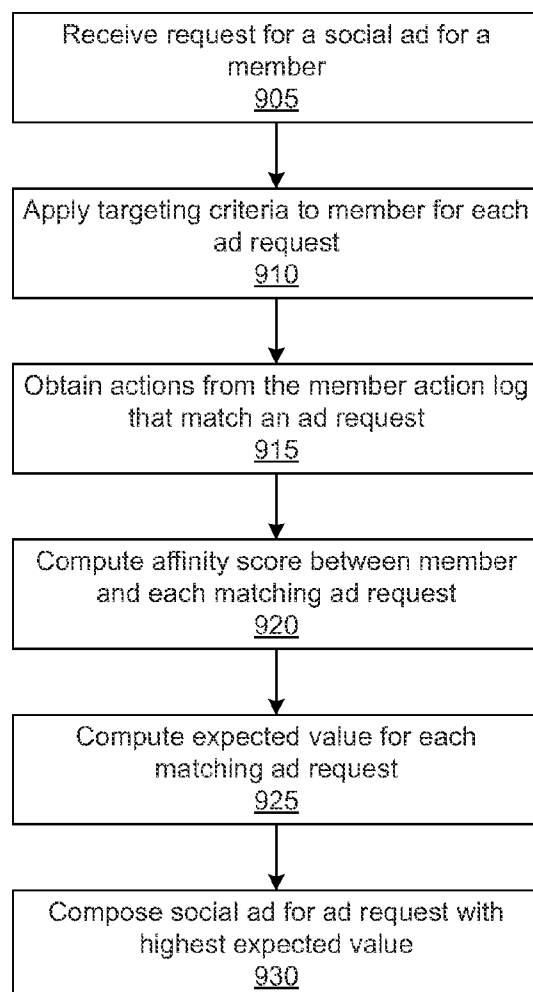 Receive request for a social ad for a
member
905
Apply targeting criteria to member for each
ad request
910
Obtain actions from the member action log
that match an ad request
915
Compute affinity score between member
and each matching ad request
920
Compute expected value for each
matching ad request
925
Compose social ad for ad request with
highest expected value
930